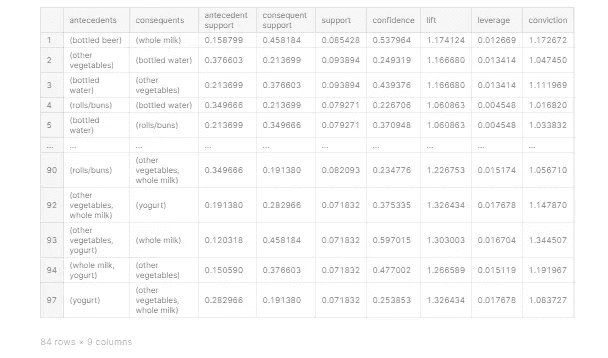 antecedents consequents antecedent support consequent support support confidence lift leverage conviction
1 (bottled beer) (whole milk) 0.158799 0.458184 0.085428 0.537964 1.174124 0.012669 1.172672
2 (other vegetables) (bottled water) 0.376603 0.213699 0.093894 0.249319 1.166680 0.013414 1.047450
3 (bottled water) (other vegetables) 0.213699 0.376603 0.093894 0.439376 1.166680 0.013414 1.111969
4 (rolls/buns) (bottled water) 0.349666 0.213699 0.079271 0.226706 1.060863 0.004548 1.016820
5 (bottled water) (rolls/buns) 0.213699 0.349666 0.079271 0.370948 1.060863 0.004548 1.033832
... ... ... ... ... ... ... ... ... ...
90 (rolls/buns) (other vegetables, whole milk) 0.349666 0.191380 0.082093 0.234776 1.226753 0.015174 1.056710
92 (other vegetables, whole milk) (yogurt) 0.191380 0.282966 0.071832 0.375335 1.326434 0.017678 1.147870
93 (other vegetables, yogurt) (whole milk) 0.120318 0.458184 0.071832 0.597015 1.303003 0.016704 1.344507
94 (whole milk, yogurt) (other vegetables) 0.150590 0.376603 0.071832 0.477002 1.266589 0.015119 1.191967
97 (yogurt) (other vegetables, whole milk) 0.282966 0.191380 0.071832 0.253853 1.326434 0.017678 1.083727
84 rows × 9 columns